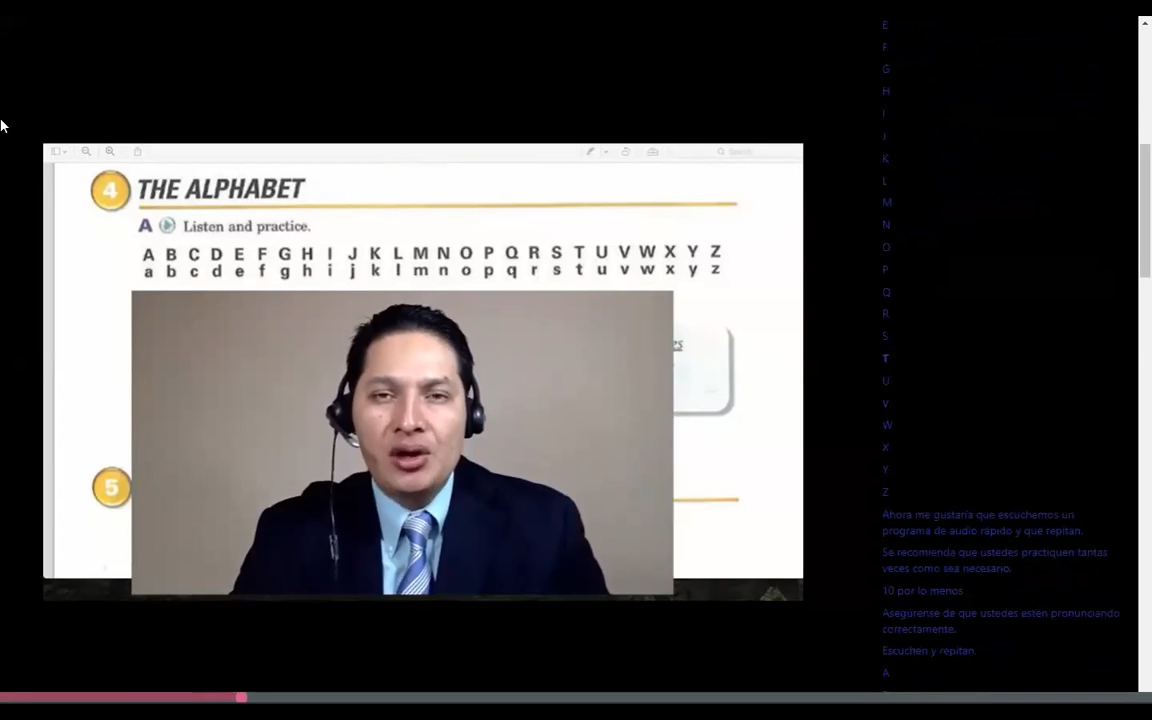 4 THE ALPHABET
A Listen and practice.
A B C D E F G H I J K L M N O P Q R S T U V W X Y Z
a b c d e f g h i j k l m n o p q r s t u v w x y z
5
Search
E
F
G
H
I
J
K
L
M
N
O
P
Q
R
S
T
U
V
W
X
Y
Z
Ahora me gustaría que escuchemos un
programa de audio rápido y que repitan.
Se recomienda que ustedes practiquen tantas
veces como sea necesario.
10 por lo menos
Asegúrense de que ustedes estén pronunciando
correctamente.
Escuchen y repitan.
A